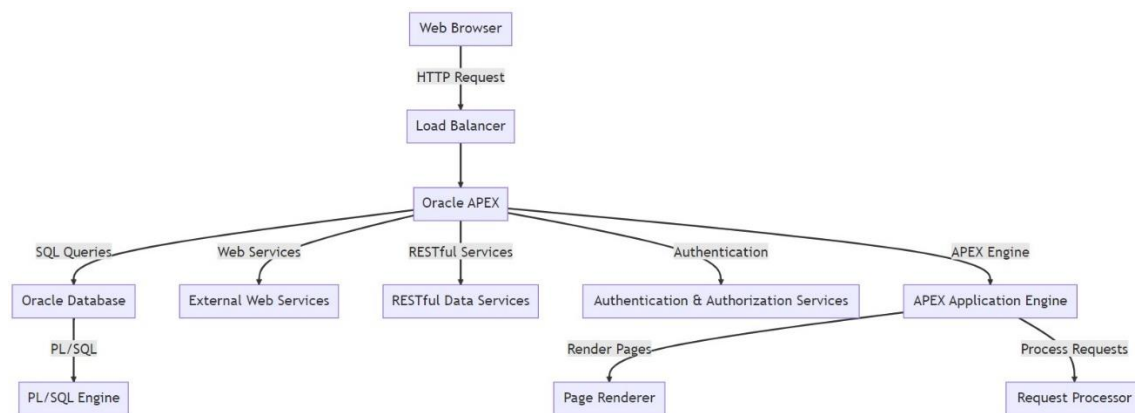 Web Browser
HTTP Request
Load Balancer
Oracle APEX
SQL Queries
Web Services
RESTful Services
Authentication
APEX Engine
Oracle Database
External Web Services
RESTful Data Services
Authentication & Authorization Services
APEX Application Engine
PL/SQL
Render Pages
Process Requests
PL/SQL Engine
Page Renderer
Request Processor